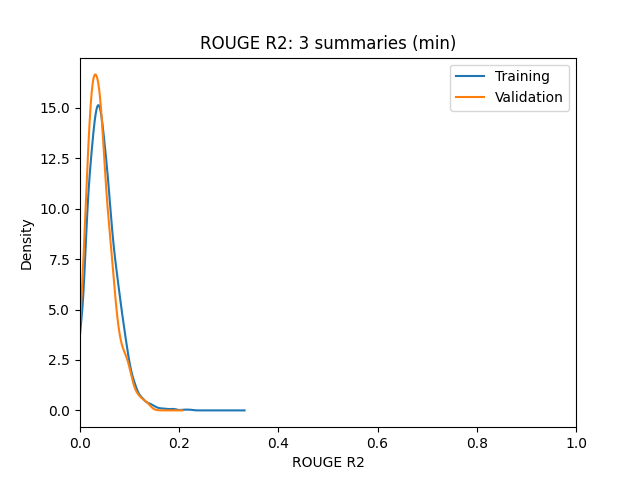 ROUGE R2: 3 summaries (min)
Training
Validation
15.0
12.5
10.0
7.5
5.0
2.5
0.0
Density
0.0 0.2 0.4 0.6 0.8 1.0
ROUGE R2